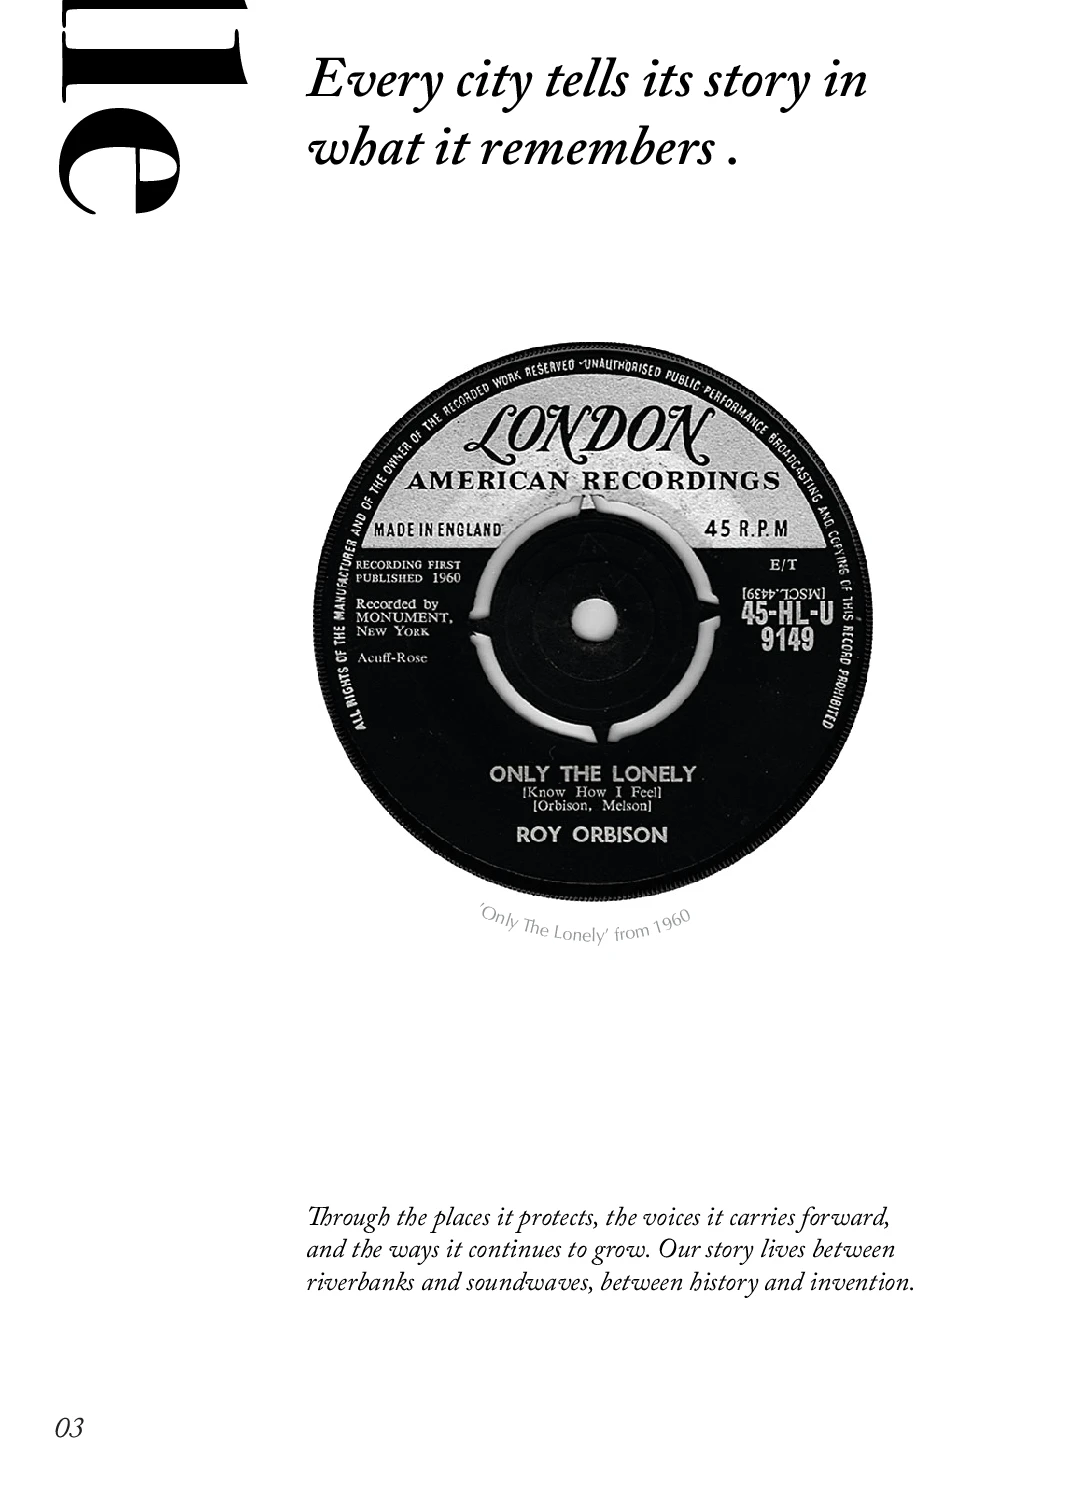 lle
Every city tells its story in
what it remembers .
ALL RIGHTS OF THE MANUFACTURER AND OF THE OWNER OF THE RECORDED WORK RESERVED · UNAUTHORISED PUBLIC PERFORMANCE BROADCASTING AND COPYING OF THIS RECORD PROHIBITED
LONDON
AMERICAN RECORDINGS
MADE IN ENGLAND
45 R.P.M
RECORDING FIRST
PUBLISHED 1960
Recorded by
MONUMENT,
NEW YORK
Acuff-Rose
E/T
[MSCL.4439]
45-HL-U
9149
ONLY THE LONELY
[Know How I Feel]
[Orbison, Melson]
ROY ORBISON
'Only The Lonely' from 1960
Through the places it protects, the voices it carries forward,
and the ways it continues to grow. Our story lives between
riverbanks and soundwaves, between history and invention.
03